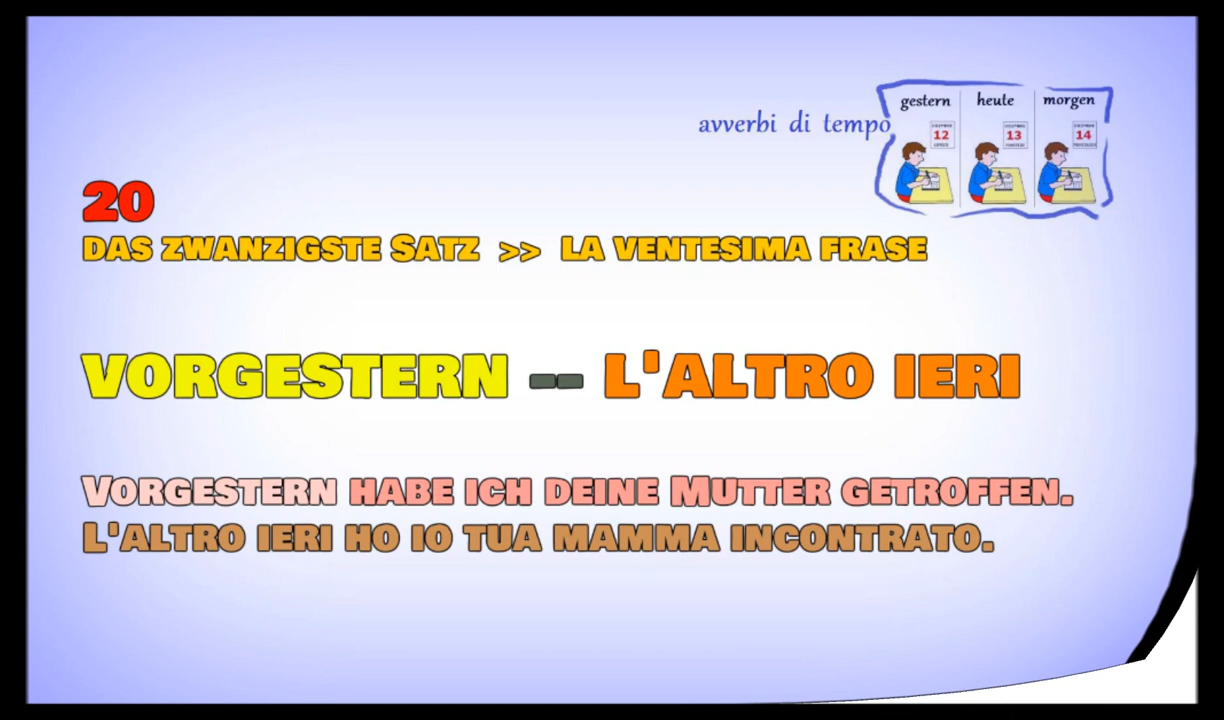 gestern heute morgen
avverbi di tempo
12 13 14
20
DAS ZWANZIGSTE SATZ >> LA VENTESIMA FRASE
VORGESTERN -- L'ALTRO IERI
VORGESTERN HABE ICH DEINE MUTTER GETROFFEN.
L'ALTRO IERI HO IO TUA MAMMA INCONTRATO.